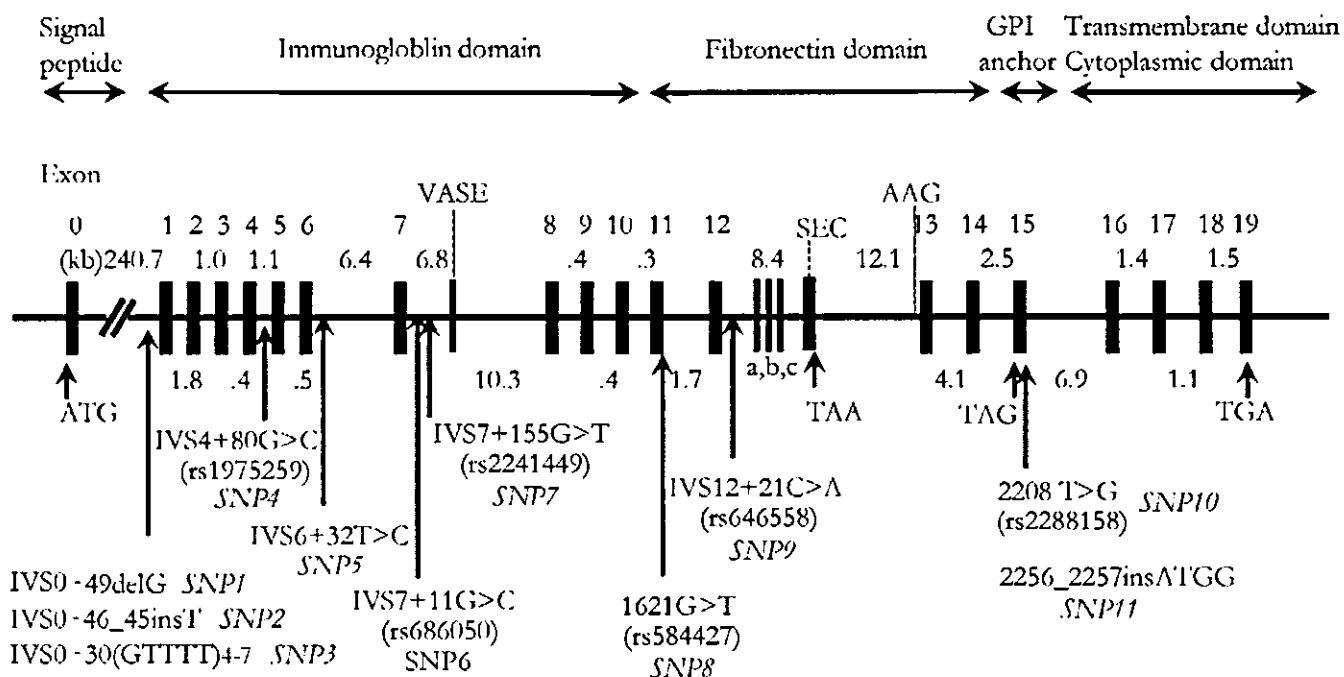 Signal
peptide
Immunogloblin domain
Fibronectin domain
GPI
anchor
Transmembrane domain
Cytoplasmic domain
Exon
VASE
AAG
SEC
0 1 2 3 4 5 6 7 8 9 10 11 12 13 14 15 16 17 18 19
(kb) 240.7 1.0 1.1 6.4 6.8 .4 .3 8.4 12.1 2.5 1.4 1.5
a,b,c
1.8 .4 .5 10.3 .4 1.7 4.1 6.9 1.1
ATG
TAA
TAG
TGA
IVS4+80G>C
(rs1975259)
SNP4
IVS7+155G>T
(rs2241449)
SNP7
IVS12+21C>A
(rs646558)
SNP9
2208 T>G SNP10
(rs2288158)
IVS6+32T>C
SNP5
2256_2257insATGG
SNP11
IVS0 -49delG SNP1
IVS0 -46_45insT SNP2
IVS0 -30(GTTTT)4-7 SNP3
IVS7+11G>C
(rs686050)
SNP6
1621G>T
(rs584427)
SNP8